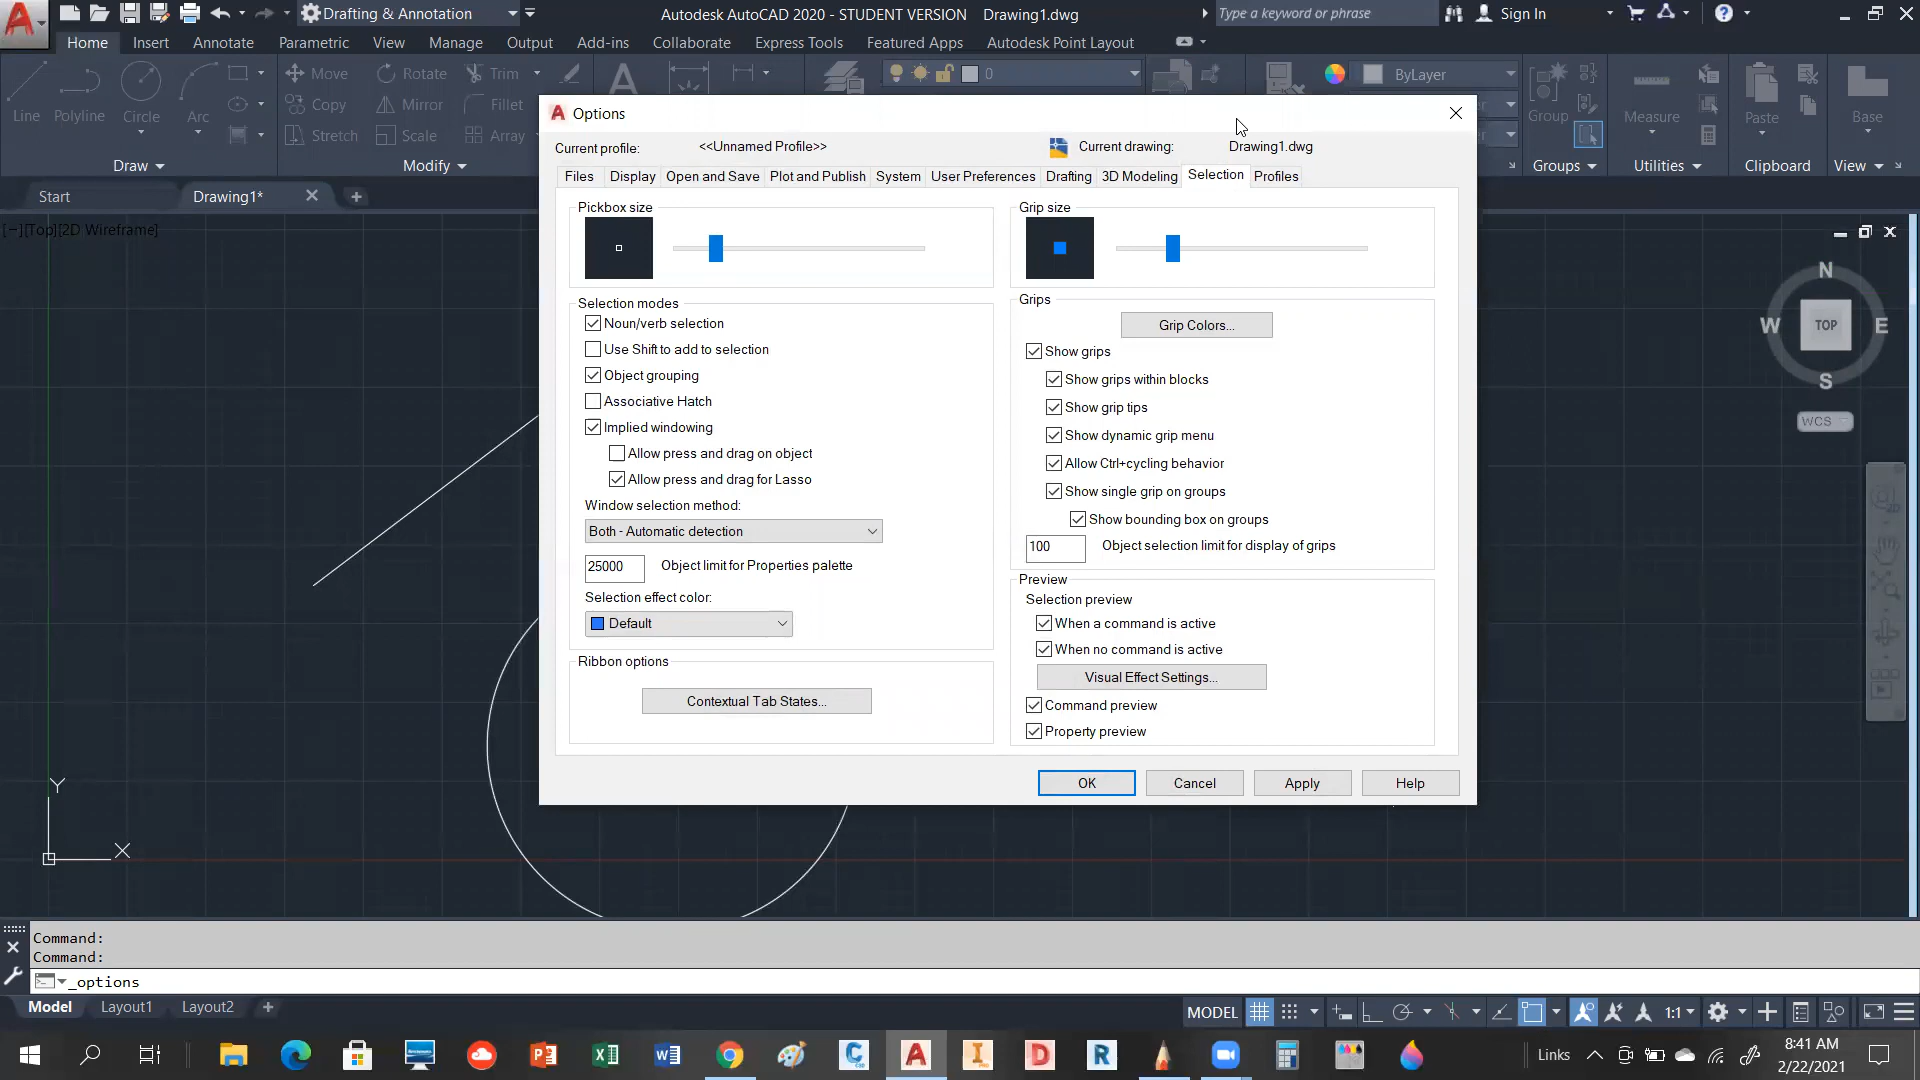 Drafting & Annotation
Autodesk AutoCAD 2020 - STUDENT VERSION Drawing1.dwg
Type a keyword or phrase
Sign In
Home Insert Annotate Parametric View Manage Output Add-ins Collaborate Express Tools Featured Apps Autodesk Point Layout
Move Rotate Trim 0 ByLayer
Line Polyline Circle Arc Copy Mirror Fillet Group Measure Paste Base
Stretch Scale Array
Draw Modify Groups Utilities Clipboard View
Start Drawing1*
[−][Top][2D Wireframe]
Options
Current profile: <<Unnamed Profile>> Current drawing: Drawing1.dwg
Files Display Open and Save Plot and Publish System User Preferences Drafting 3D Modeling Selection Profiles
Pickbox size
Selection modes
Noun/verb selection
Use Shift to add to selection
Object grouping
Associative Hatch
Implied windowing
Allow press and drag on object
Allow press and drag for Lasso
Window selection method:
Both - Automatic detection
25000 Object limit for Properties palette
Selection effect color:
Default
Ribbon options
Contextual Tab States...
Grip size
Grips
Grip Colors...
Show grips
Show grips within blocks
Show grip tips
Show dynamic grip menu
Allow Ctrl+cycling behavior
Show single grip on groups
Show bounding box on groups
100 Object selection limit for display of grips
Preview
Selection preview
When a command is active
When no command is active
Visual Effect Settings...
Command preview
Property preview
OK Cancel Apply Help
N
W TOP E
S
WCS
Y
X
Command:
Command:
_options
Model Layout1 Layout2
MODEL 1:1
Links
8:41 AM
2/22/2021